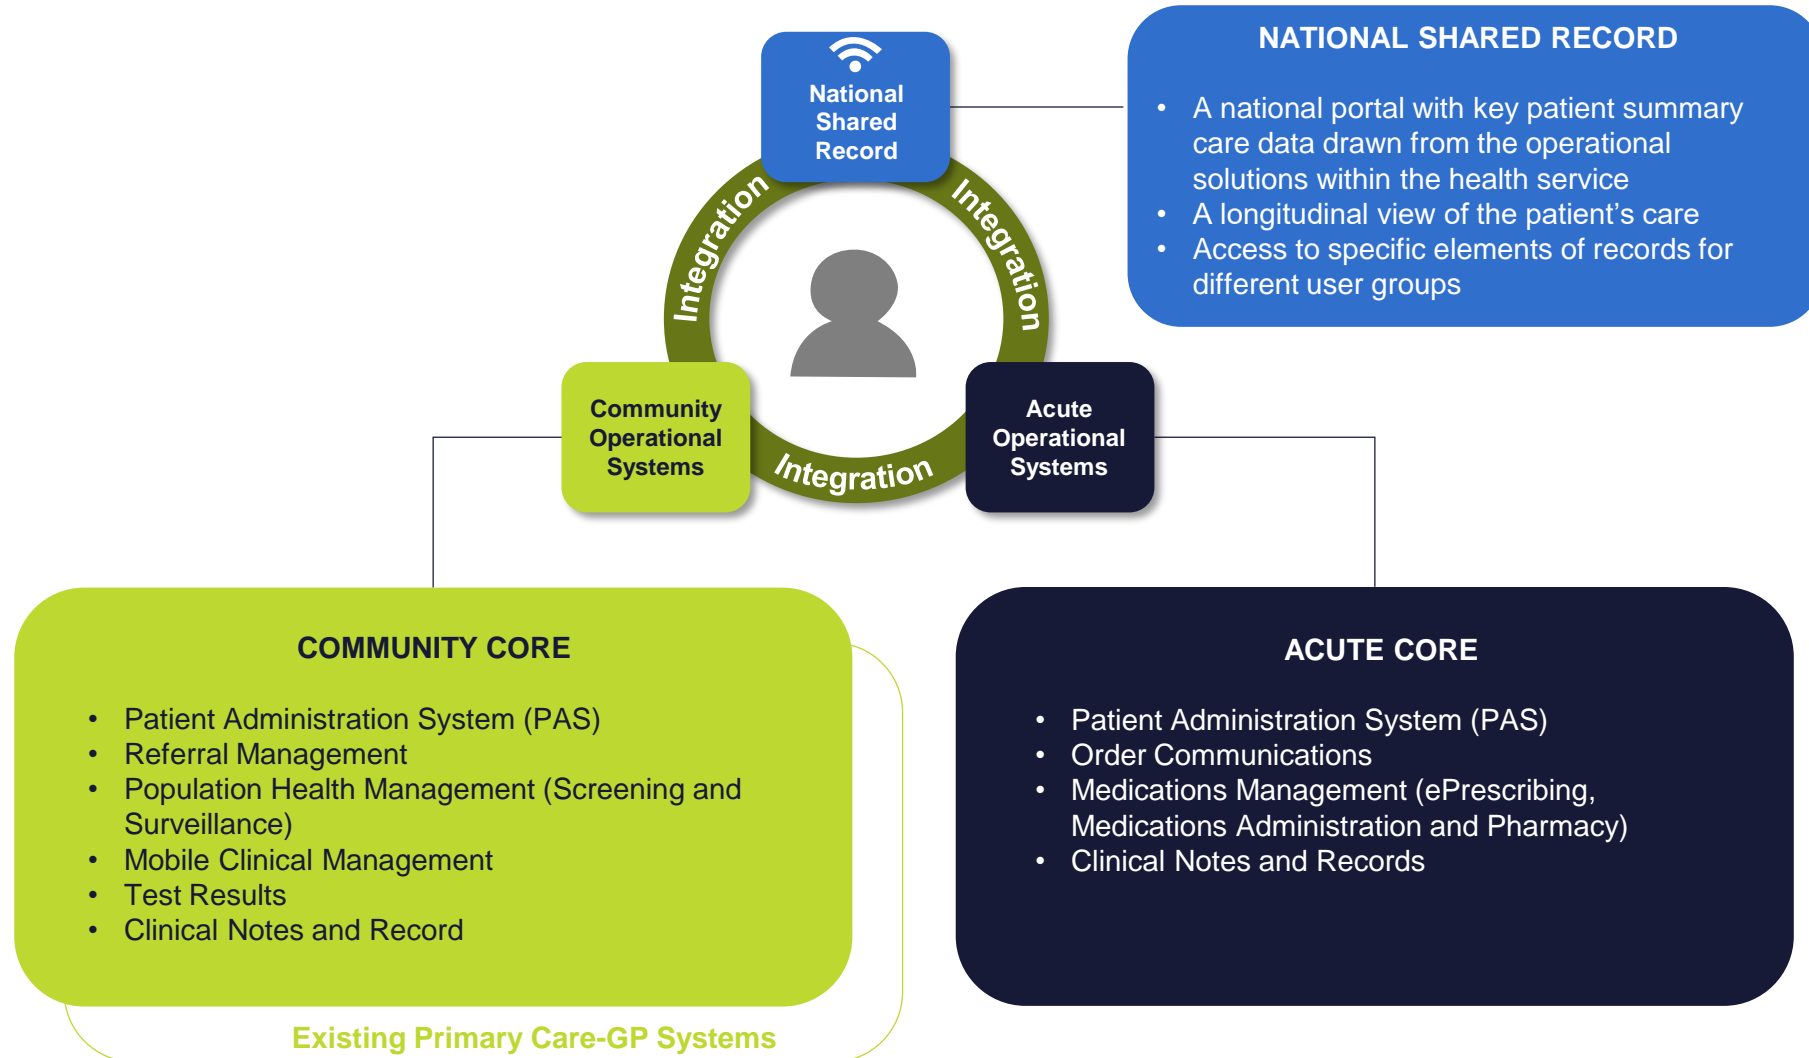 National
Shared
Record
NATIONAL SHARED RECORD
• A national portal with key patient summary
care data drawn from the operational
solutions within the health service
• A longitudinal view of the patient's care
• Access to specific elements of records for
different user groups
Integration
Integration
Integration
Community
Operational
Systems
Acute
Operational
Systems
COMMUNITY CORE
• Patient Administration System (PAS)
• Referral Management
• Population Health Management (Screening and
Surveillance)
• Mobile Clinical Management
• Test Results
• Clinical Notes and Record
Existing Primary Care-GP Systems
ACUTE CORE
• Patient Administration System (PAS)
• Order Communications
• Medications Management (ePrescribing,
Medications Administration and Pharmacy)
• Clinical Notes and Records